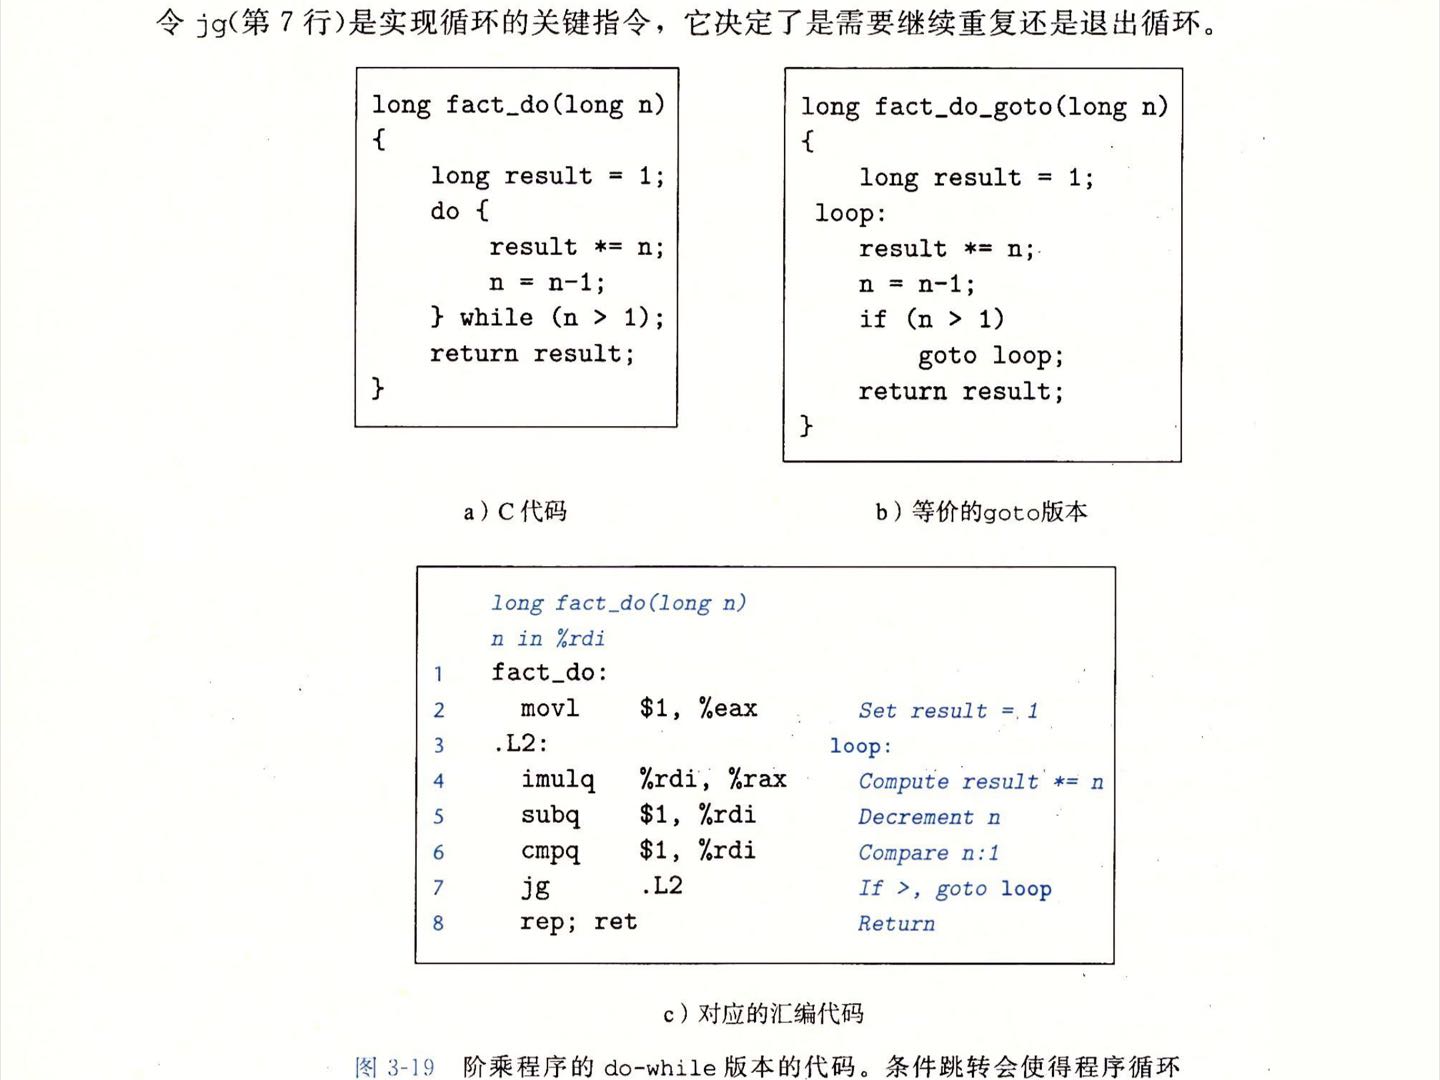 令 jg(第 7 行)是实现循环的关键指令，它决定了是需要继续重复还是退出循环。
long fact_do(long n)
{
    long result = 1;
    do {
        result *= n;
        n = n-1;
    } while (n > 1);
    return result;
}
a）C 代码
long fact_do_goto(long n)
{
    long result = 1;
 loop:
    result *= n;
    n = n-1;
    if (n > 1)
        goto loop;
    return result;
}
b）等价的goto版本
long fact_do(long n)
n in %rdi
1 fact_do:
2 movl $1, %eax Set result = 1
3 .L2: loop:
4 imulq %rdi, %rax Compute result *= n
5 subq $1, %rdi Decrement n
6 cmpq $1, %rdi Compare n:1
7 jg .L2 If >, goto loop
8 rep; ret Return
c）对应的汇编代码
图 3-19 阶乘程序的 do-while 版本的代码。条件跳转会使得程序循环